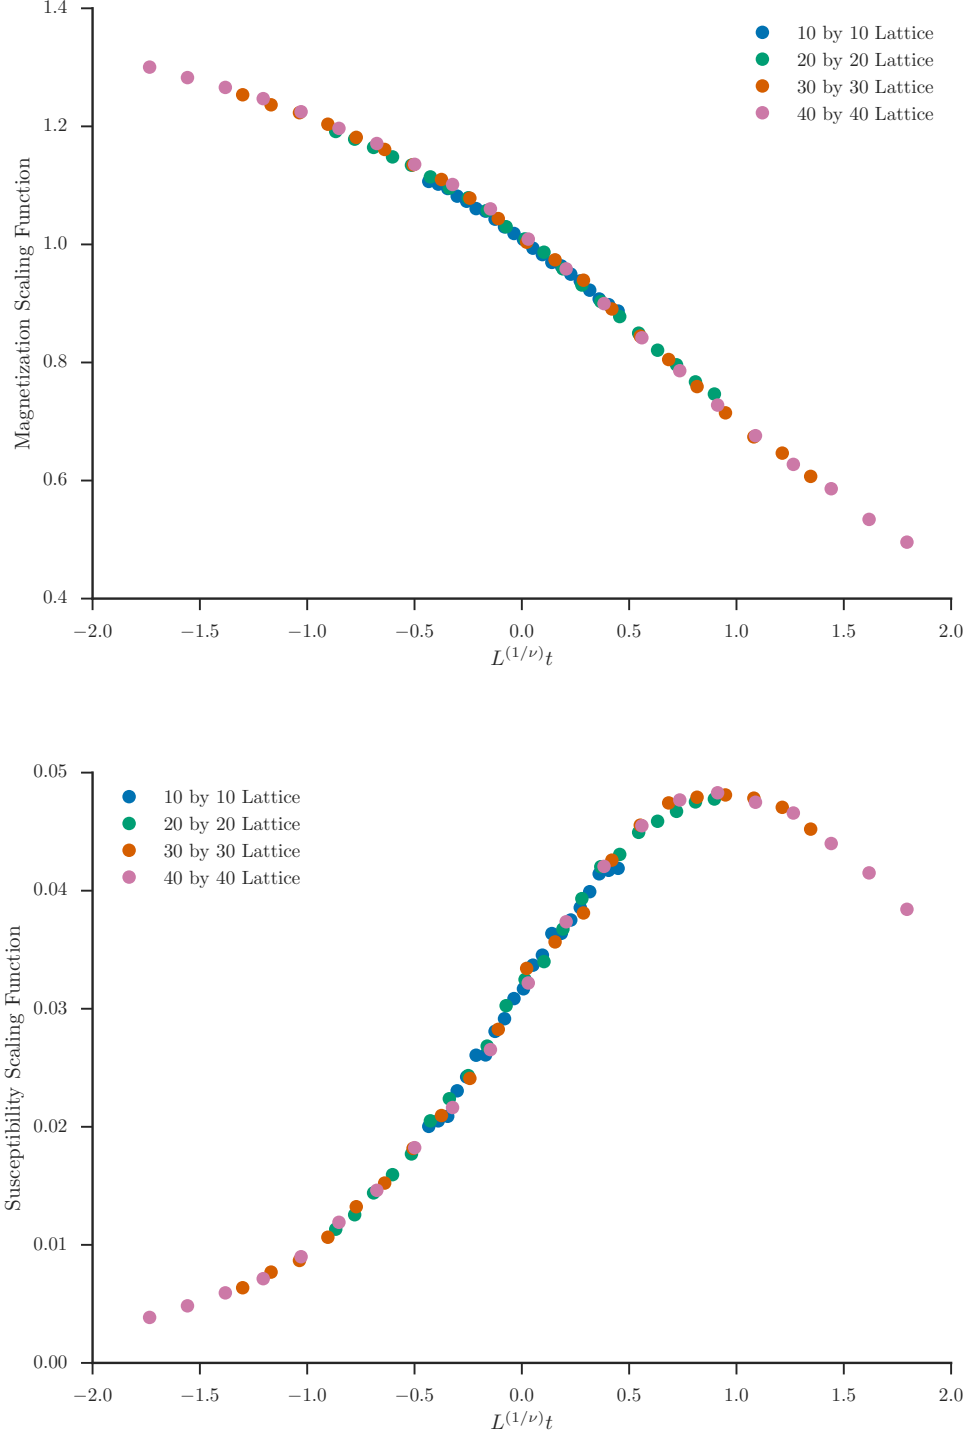 1.4
10 by 10 Lattice
20 by 20 Lattice
30 by 30 Lattice
40 by 40 Lattice
1.3
1.2
1.0
0.8
0.6
0.4
Magnetization Scaling Function
−2.0 −1.5 −1.0 −0.5 0.0 0.5 1.0 1.5 2.0
L^{(1/ν)}t
0.05
10 by 10 Lattice
20 by 20 Lattice
30 by 30 Lattice
40 by 40 Lattice
0.04
0.03
0.02
0.01
0.00
Susceptibility Scaling Function
−2.0 −1.5 −1.0 −0.5 0.0 0.5 1.0 1.5 2.0
L^{(1/ν)}t